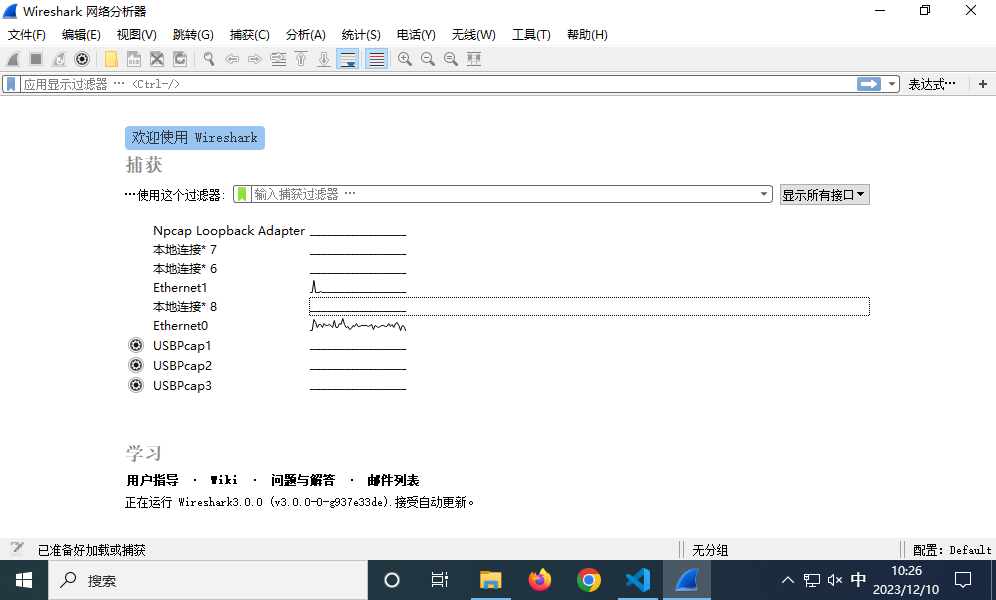 Wireshark 网络分析器
文件(F) 编辑(E) 视图(V) 跳转(G) 捕获(C) 分析(A) 统计(S) 电话(Y) 无线(W) 工具(T) 帮助(H)
应用显示过滤器 … <Ctrl-/> 表达式… +
欢迎使用 Wireshark
捕获
…使用这个过滤器: 输入捕获过滤器 … 显示所有接口
Npcap Loopback Adapter
本地连接* 7
本地连接* 6
Ethernet1
本地连接* 8
Ethernet0
USBPcap1
USBPcap2
USBPcap3
学习
用户指导 · Wiki · 问题与解答 · 邮件列表
正在运行 Wireshark3.0.0 (v3.0.0-0-g937e33de).接受自动更新。
已准备好加载或捕获 无分组 配置: Default
搜索 中 10:26
2023/12/10